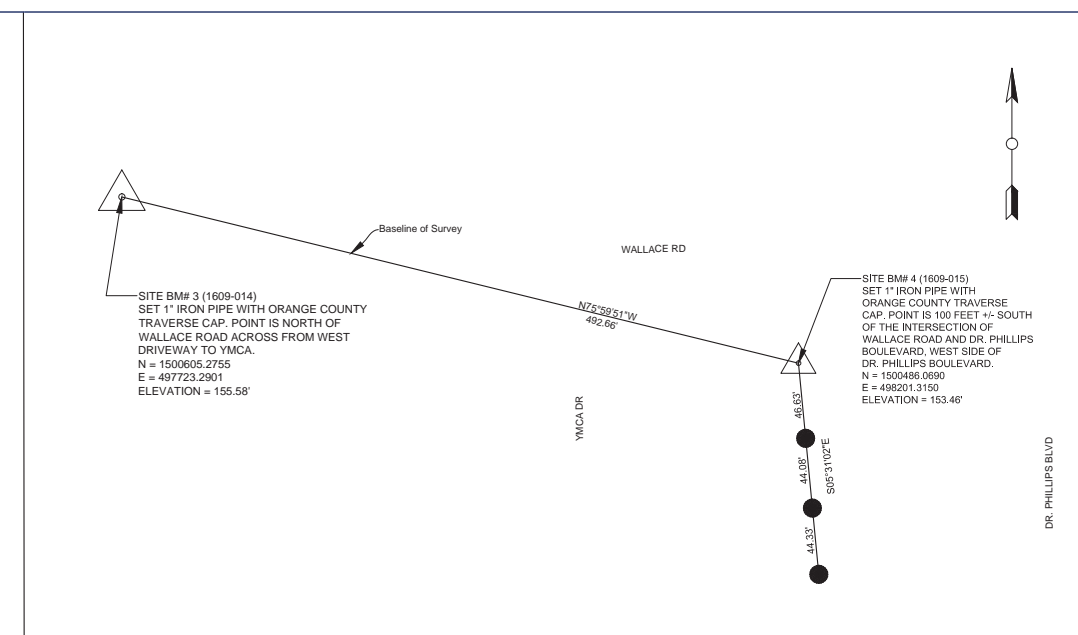 Baseline of Survey
WALLACE RD
SITE BM# 3 (1609-014)
SET 1" IRON PIPE WITH ORANGE COUNTY
TRAVERSE CAP. POINT IS NORTH OF
WALLACE ROAD ACROSS FROM WEST
DRIVEWAY TO YMCA.
N = 1500605.2755
E = 497723.2901
ELEVATION = 155.58'
N75°59'51"W
492.66'
SITE BM# 4 (1609-015)
SET 1" IRON PIPE WITH
ORANGE COUNTY TRAVERSE
CAP. POINT IS 100 FEET +/- SOUTH
OF THE INTERSECTION OF
WALLACE ROAD AND DR. PHILLIPS
BOULEVARD, WEST SIDE OF
DR. PHILLIPS BOULEVARD.
N = 1500486.0690
E = 498201.3150
ELEVATION = 153.46'
YMCA DR
46.63'
44.08'
S05°31'02"E
44.33'
DR. PHILLIPS BLVD